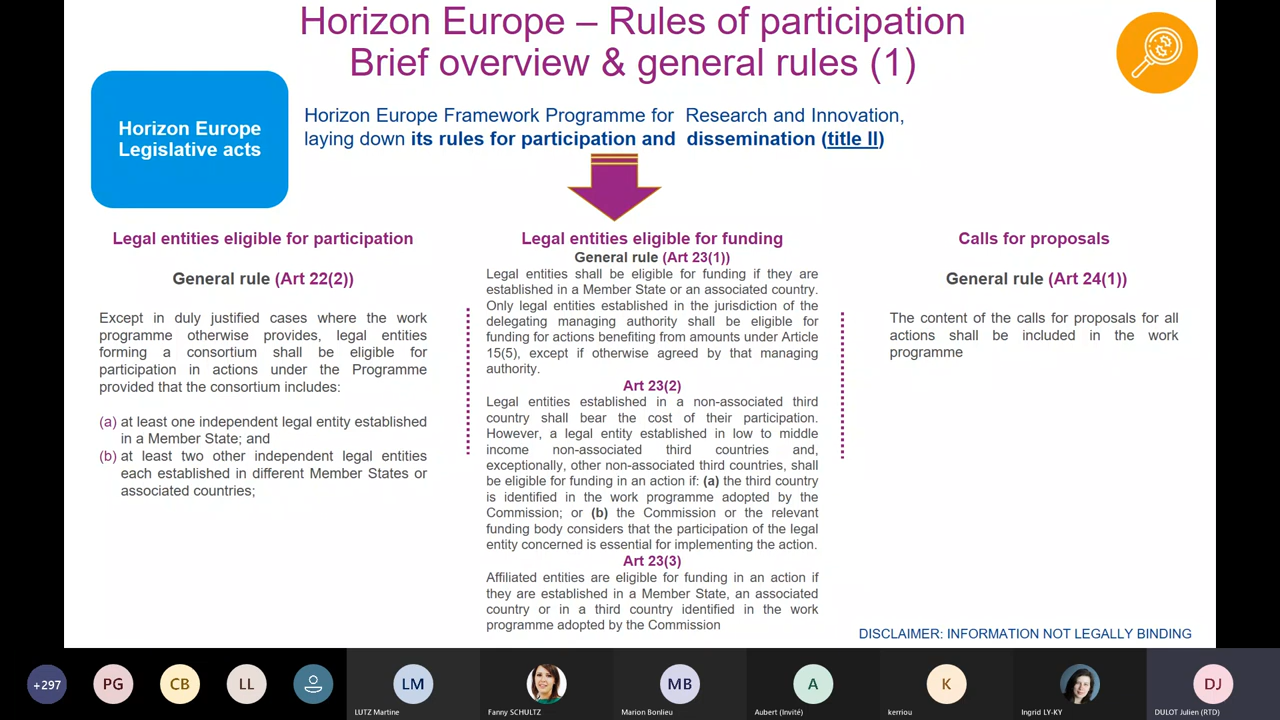 Horizon Europe – Rules of participation
Brief overview & general rules (1)
Horizon Europe
Legislative acts
Horizon Europe Framework Programme for Research and Innovation,
laying down its rules for participation and dissemination (title II)
Legal entities eligible for participation
General rule (Art 22(2))
Except in duly justified cases where the work
programme otherwise provides, legal entities
forming a consortium shall be eligible for
participation in actions under the Programme
provided that the consortium includes:
(a) at least one independent legal entity established
in a Member State; and
(b) at least two other independent legal entities
each established in different Member States or
associated countries;
Legal entities eligible for funding
General rule (Art 23(1))
Legal entities shall be eligible for funding if they are
established in a Member State or an associated country.
Only legal entities established in the jurisdiction of the
delegating managing authority shall be eligible for
funding for actions benefiting from amounts under Article
15(5), except if otherwise agreed by that managing
authority.
Art 23(2)
Legal entities established in a non-associated third
country shall bear the cost of their participation.
However, a legal entity established in low to middle
income non-associated third countries and,
exceptionally, other non-associated third countries, shall
be eligible for funding in an action if: (a) the third country
is identified in the work programme adopted by the
Commission; or (b) the Commission or the relevant
funding body considers that the participation of the legal
entity concerned is essential for implementing the action.
Art 23(3)
Affiliated entities are eligible for funding in an action if
they are established in a Member State, an associated
country or in a third country identified in the work
programme adopted by the Commission
Calls for proposals
General rule (Art 24(1))
The content of the calls for proposals for all
actions shall be included in the work
programme
DISCLAIMER: INFORMATION NOT LEGALLY BINDING
+297
PG
CB
LL
LM
MB
A
K
DJ
LUTZ Martine
Fanny SCHULTZ
Marion Bonlieu
Aubert (Invité)
kerriou
Ingrid LY-KY
DULOT Julien (RTD)